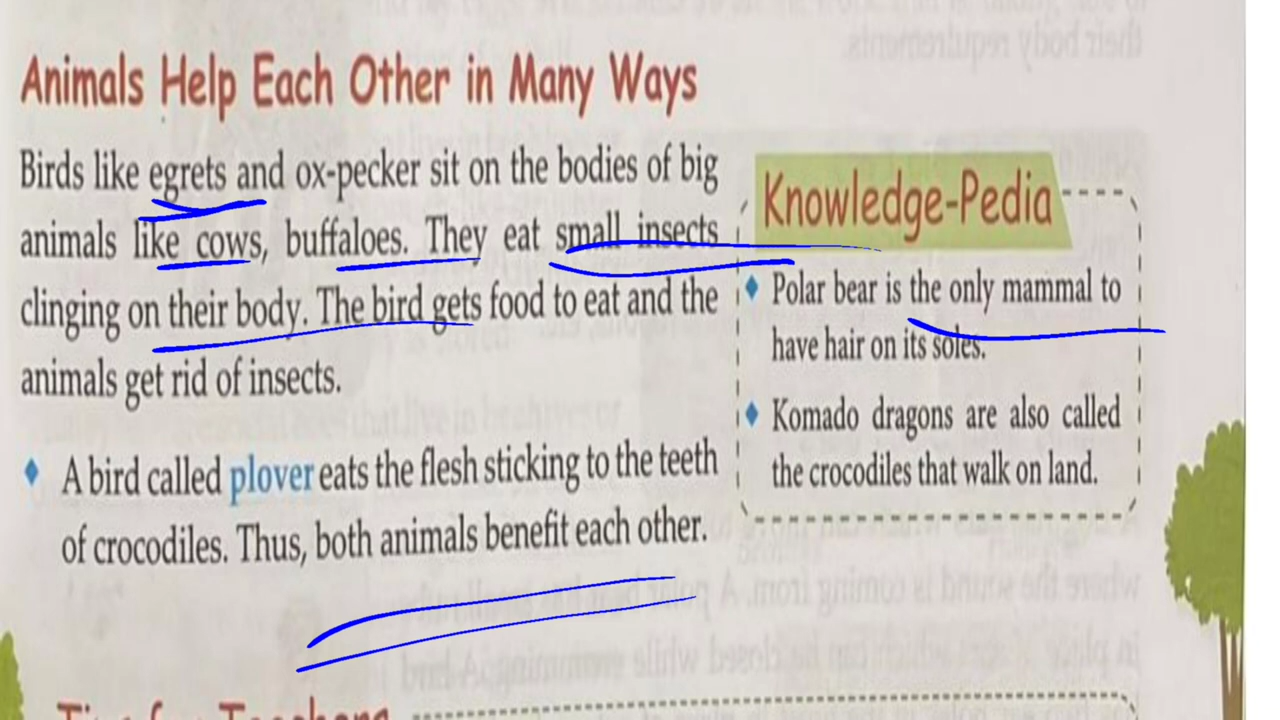 Animals Help Each Other in Many Ways
Birds like egrets and ox-pecker sit on the bodies of big
animals like cows, buffaloes. They eat small insects
clinging on their body. The bird gets food to eat and the
animals get rid of insects.
A bird called plover eats the flesh sticking to the teeth
of crocodiles. Thus, both animals benefit each other.
Knowledge-Pedia
Polar bear is the only mammal to
have hair on its soles.
Komado dragons are also called
the crocodiles that walk on land.